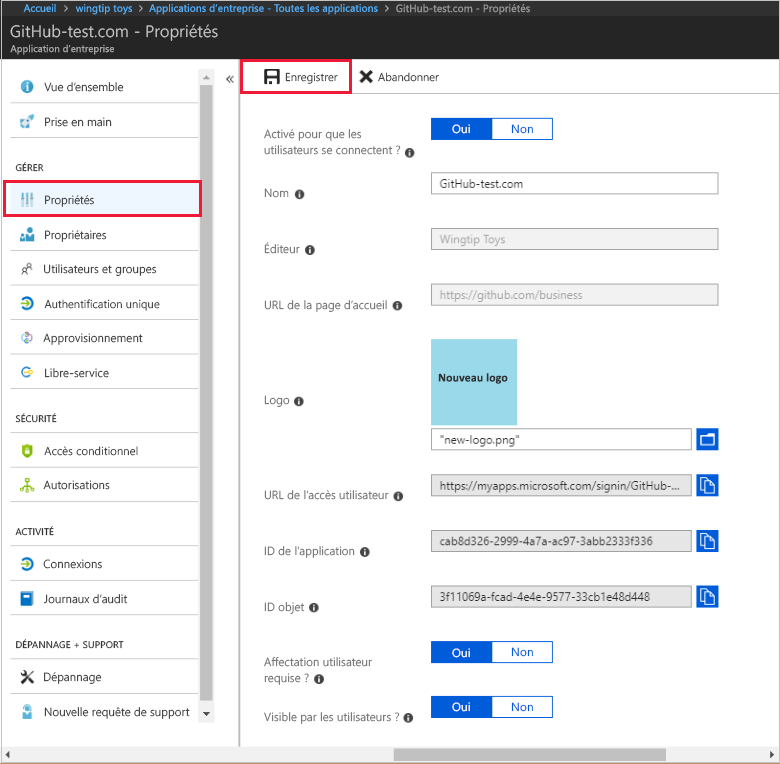 Accueil > wingtip toys > Applications d'entreprise - Toutes les applications > GitHub-test.com - Propriétés
GitHub-test.com - Propriétés
Application d'entreprise
Vue d'ensemble
Prise en main
GÉRER
Propriétés
Propriétaires
Utilisateurs et groupes
Authentification unique
Approvisionnement
Libre-service
SÉCURITÉ
Accès conditionnel
Autorisations
ACTIVITÉ
Connexions
Journaux d'audit
DÉPANNAGE + SUPPORT
Dépannage
Nouvelle requête de support
«
Enregistrer
Abandonner
Activé pour que les
utilisateurs se connectent ?
Oui Non
Nom
GitHub-test.com
Éditeur
Wingtip Toys
URL de la page d'accueil
https://github.com/business
Logo
Nouveau logo
"new-logo.png"
URL de l'accès utilisateur
https://myapps.microsoft.com/signin/GitHub-...
ID de l'application
cab8d326-2999-4a7a-ac97-3abb2333f336
ID objet
3f11069a-fcad-4e4e-9577-33cb1e48d448
Affectation utilisateur
requise ?
Oui Non
Visible par les utilisateurs ?
Oui Non